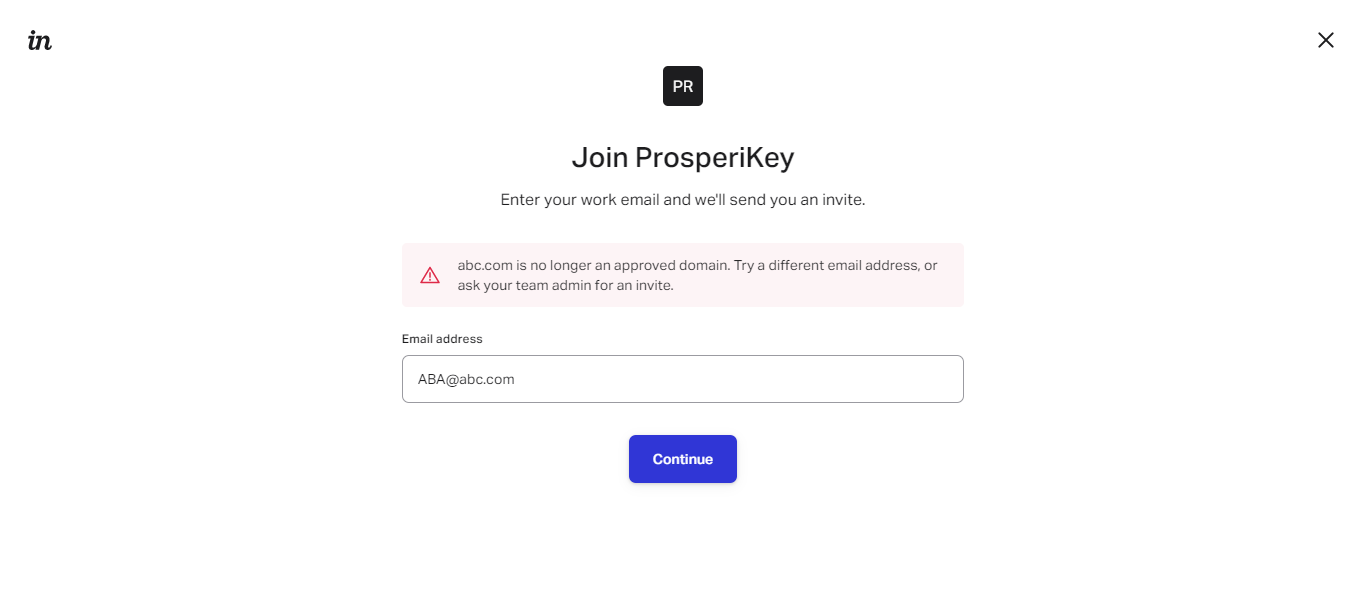 in
PR
Join ProsperiKey
Enter your work email and we'll send you an invite.
abc.com is no longer an approved domain. Try a different email address, or
ask your team admin for an invite.
Email address
ABA@abc.com
Continue